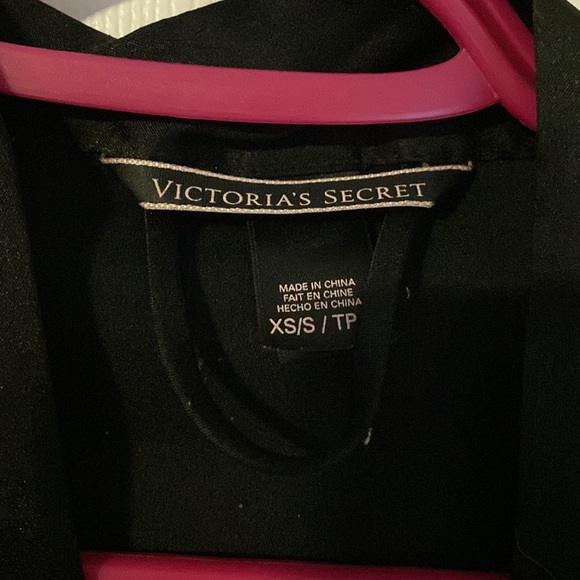 VICTORIA'S SECRET
MADE IN CHINA
FAIT EN CHINE
HECHO EN CHINA
XS/S / TP